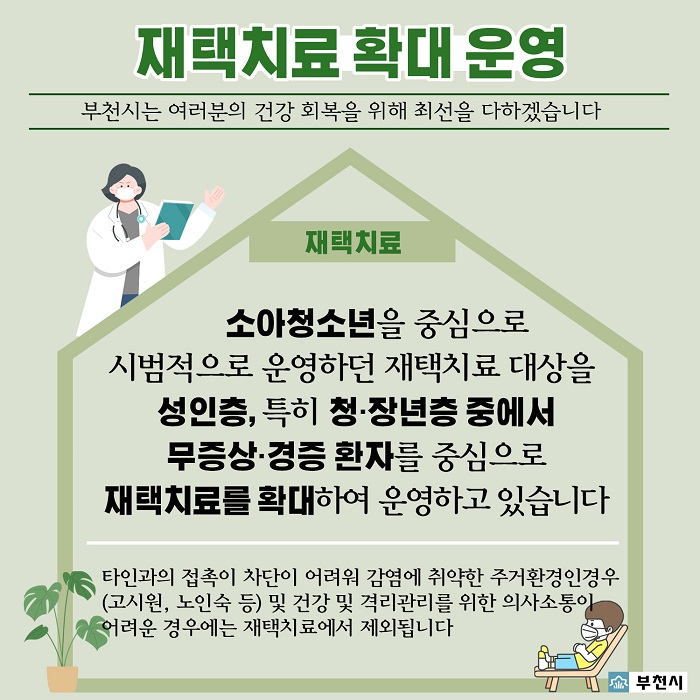 재택치료 확대 운영
부천시는 여러분의 건강 회복을 위해 최선을 다하겠습니다
재택치료
소아청소년을 중심으로
시범적으로 운영하던 재택치료 대상을
성인층, 특히 청·장년층 중에서
무증상·경증 환자를 중심으로
재택치료를 확대하여 운영하고 있습니다
타인과의 접촉이 차단이 어려워 감염에 취약한 주거환경인경우
(고시원, 노인숙 등) 및 건강 및 격리관리를 위한 의사소통이
어려운 경우에는 재택치료에서 제외됩니다
부천시